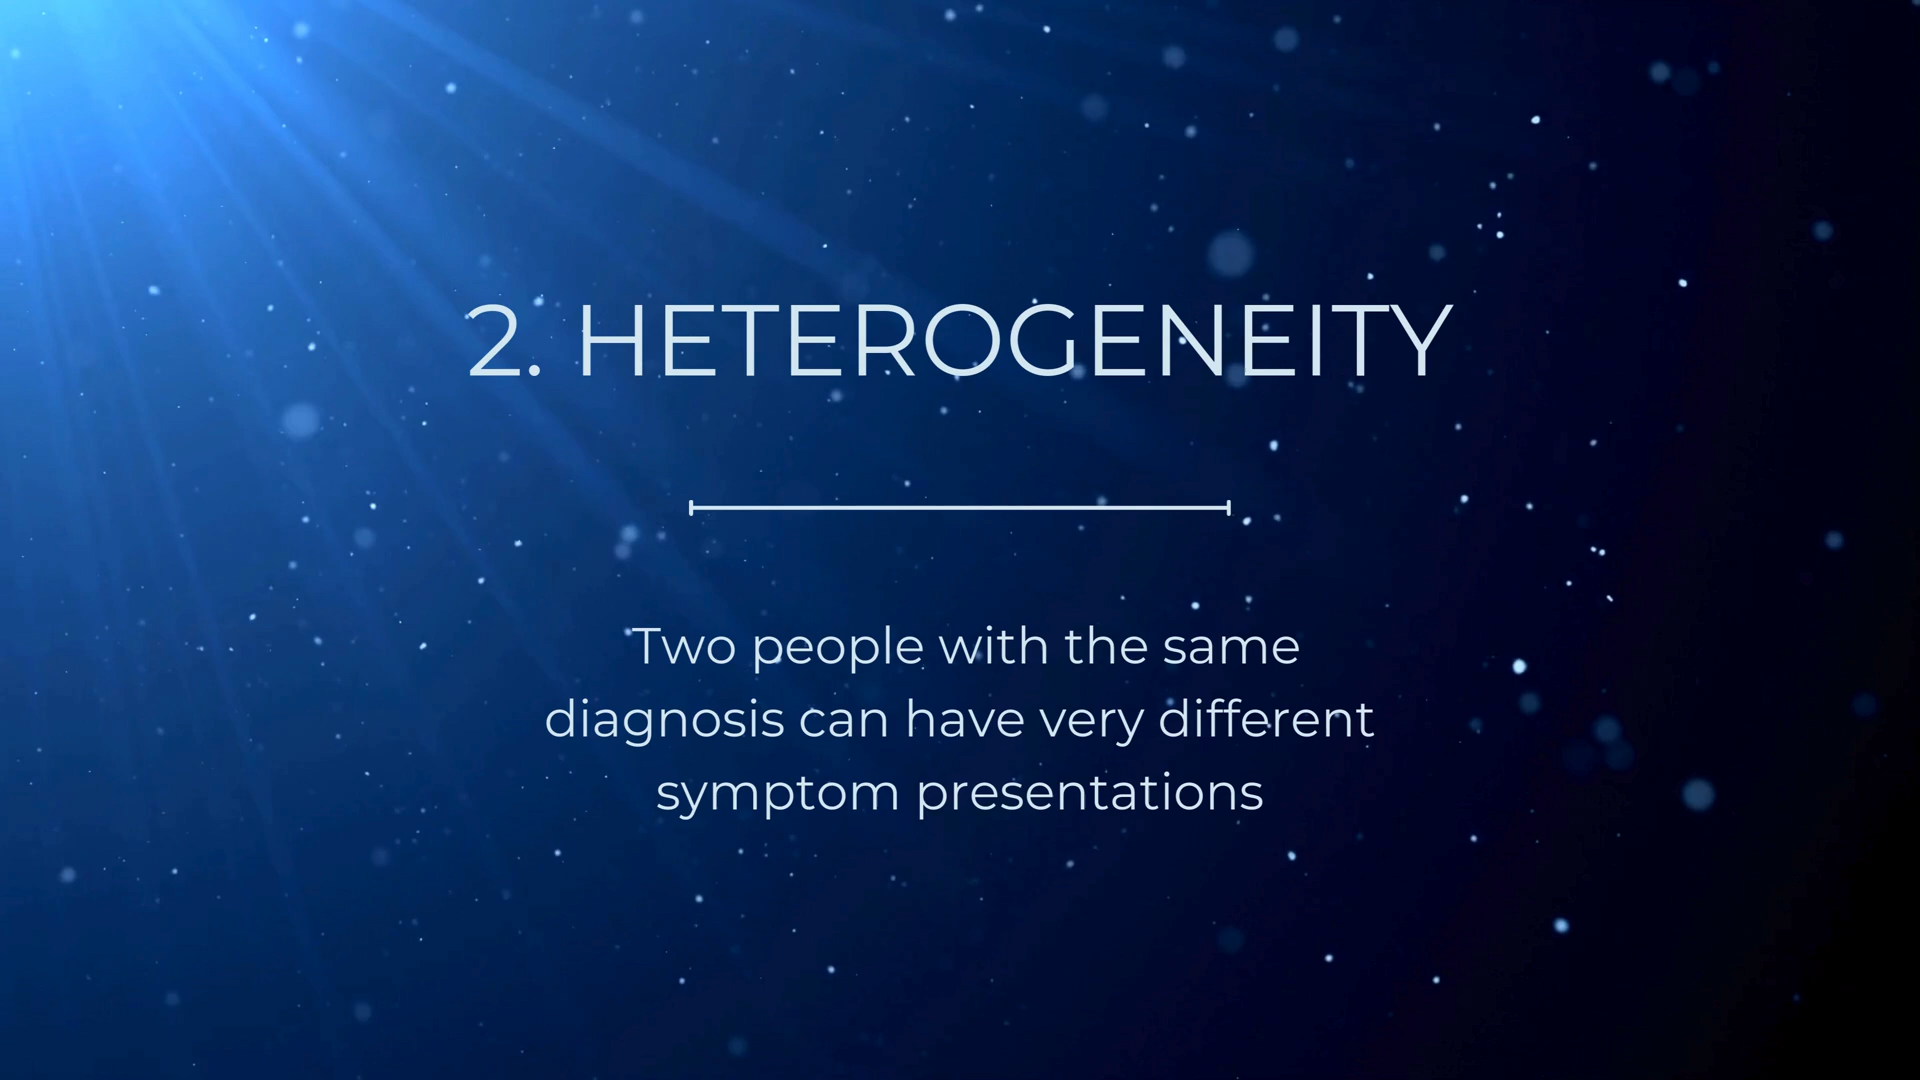 2. HETEROGENEITY
Two people with the same
diagnosis can have very different
symptom presentations